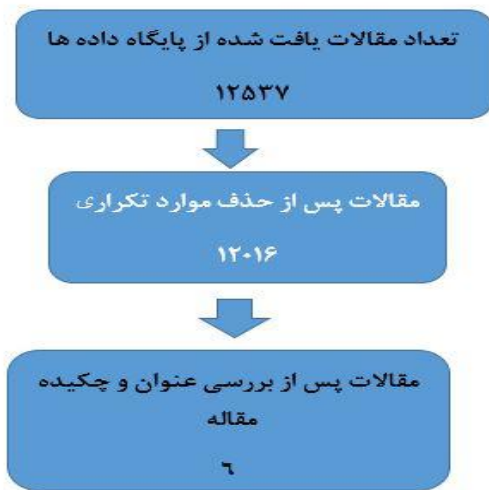 تعداد مقالات یافت شده از پایگاه داده ها
۱۲۵۳۷
مقالات پس از حذف موارد تکراری
۱۲۰۱۶
مقالات پس از بررسی عنوان و چکیده
مقاله
٦